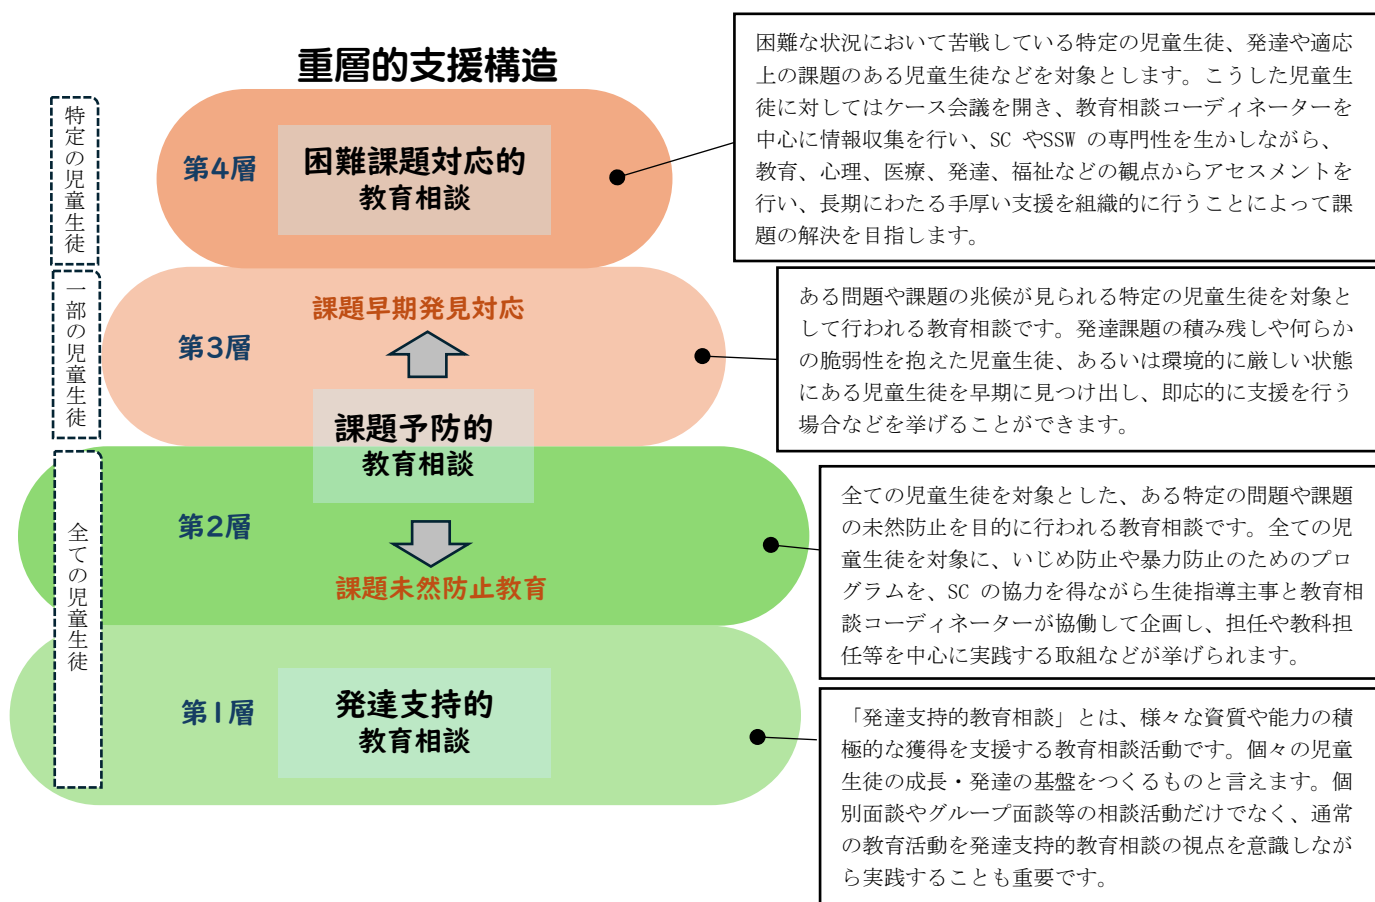 重層的支援構造
特定の児童生徒
第4層
困難課題対応的
教育相談
困難な状況において苦戦している特定の児童生徒、発達や適応
上の課題のある児童生徒などを対象とします。こうした児童生
徒に対してはケース会議を開き、教育相談コーディネーターを
中心に情報収集を行い、SC やSSW の専門性を生かしながら、
教育、心理、医療、発達、福祉などの観点からアセスメントを
行い、長期にわたる手厚い支援を組織的に行うことによって課
題の解決を目指します。
一部の児童生徒
課題早期発見対応
第3層
ある問題や課題の兆候が見られる特定の児童生徒を対象と
して行われる教育相談です。発達課題の積み残しや何らか
の脆弱性を抱えた児童生徒、あるいは環境的に厳しい状態
にある児童生徒を早期に見つけ出し、即応的に支援を行う
場合などを挙げることができます。
課題予防的
教育相談
全ての児童生徒
第2層
課題未然防止教育
全ての児童生徒を対象とした、ある特定の問題や課題
の未然防止を目的に行われる教育相談です。全ての児
童生徒を対象に、いじめ防止や暴力防止のためのプロ
グラムを、SC の協力を得ながら生徒指導主事と教育相
談コーディネーターが協働して企画し、担任や教科担
任等を中心に実践する取組などが挙げられます。
第1層
発達支持的
教育相談
「発達支持的教育相談」とは、様々な資質や能力の積
極的な獲得を支援する教育相談活動です。個々の児童
生徒の成長・発達の基盤をつくるものと言えます。個
別面談やグループ面談等の相談活動だけでなく、通常
の教育活動を発達支持的教育相談の視点を意識しなが
ら実践することも重要です。